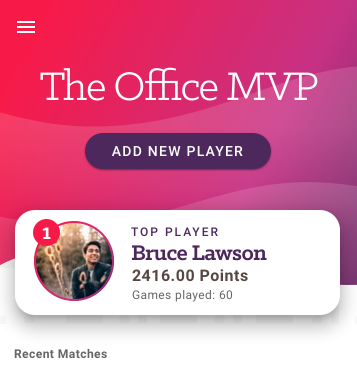 The Office MVP
ADD NEW PLAYER
1
TOP PLAYER
Bruce Lawson
2416.00 Points
Games played: 60
Recent Matches